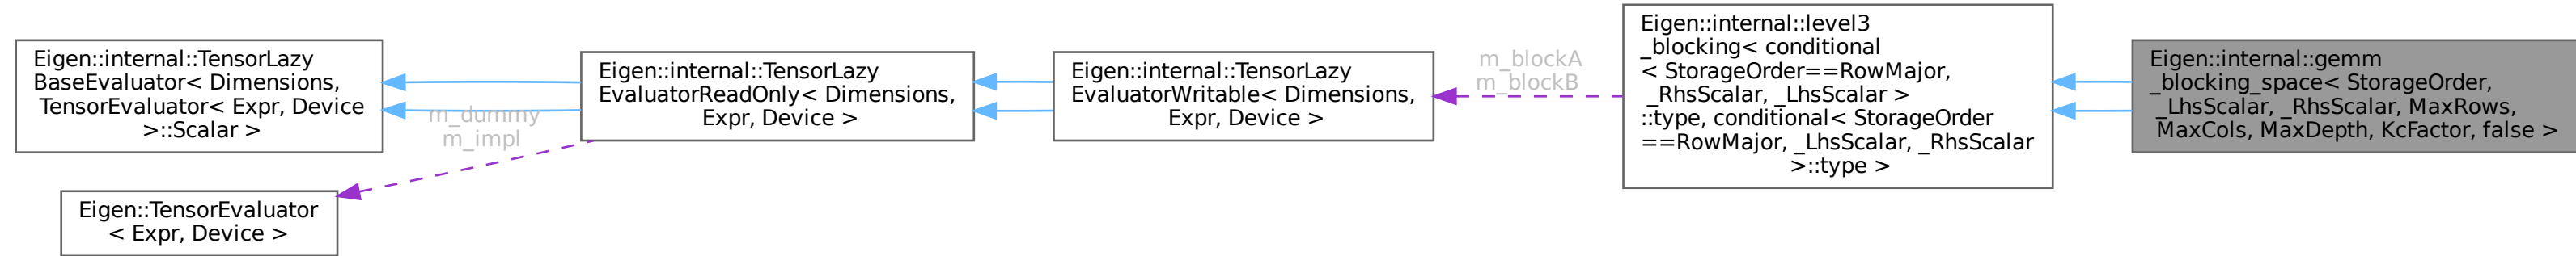 Eigen::internal::TensorLazy
BaseEvaluator< Dimensions,
TensorEvaluator< Expr, Device
>::Scalar >
m_dummy
m_impl
Eigen::TensorEvaluator
< Expr, Device >
Eigen::internal::TensorLazy
EvaluatorReadOnly< Dimensions,
Expr, Device >
Eigen::internal::TensorLazy
EvaluatorWritable< Dimensions,
Expr, Device >
m_blockA
m_blockB
Eigen::internal::level3
_blocking< conditional
< StorageOrder==RowMajor,
_RhsScalar, _LhsScalar >
::type, conditional< StorageOrder
==RowMajor, _LhsScalar, _RhsScalar
>::type >
Eigen::internal::gemm
_blocking_space< StorageOrder,
_LhsScalar, _RhsScalar, MaxRows,
MaxCols, MaxDepth, KcFactor, false >